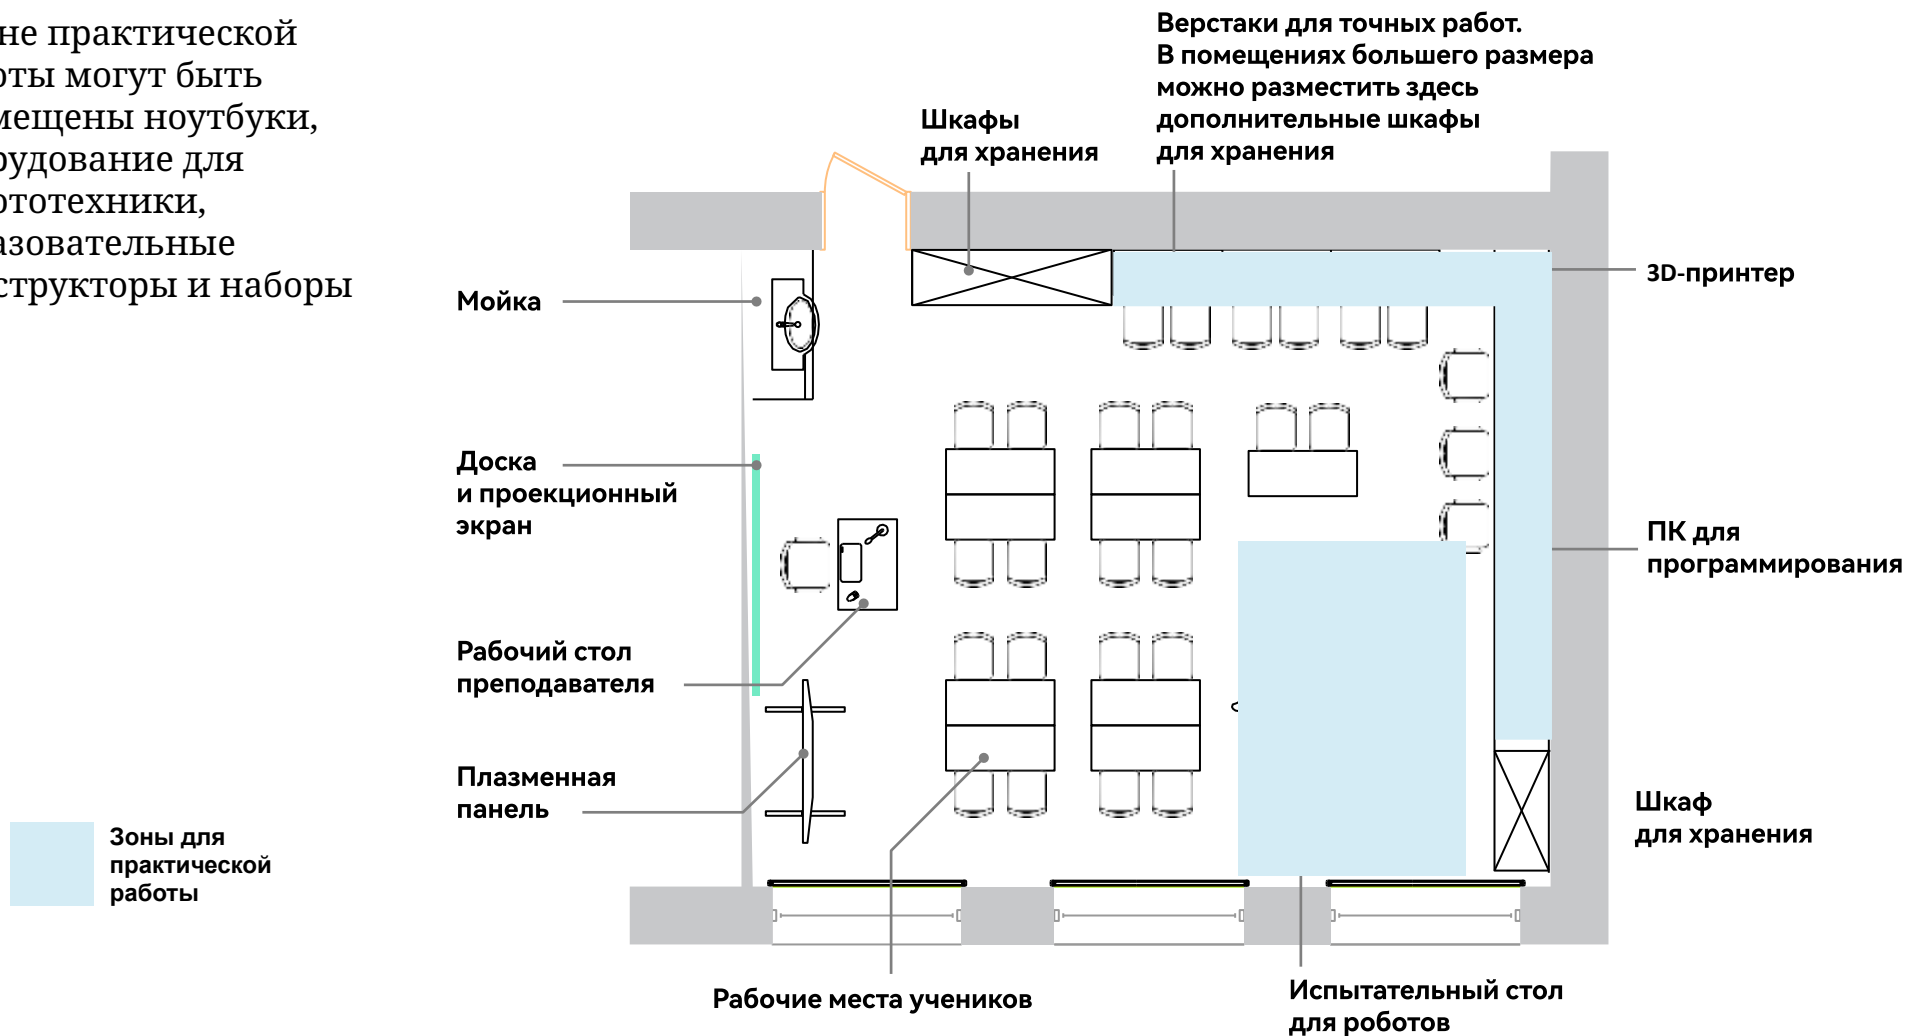 не практической
оты могут быть
мещены ноутбуки,
рудование для
ототехники,
азовательные
структоры и наборы
Верстаки для точных работ.
В помещениях большего размера
можно разместить здесь
дополнительные шкафы
для хранения
Шкафы
для хранения
3D-принтер
Мойка
Доска
и проекционный
экран
ПК для
программирования
Рабочий стол
преподавателя
Плазменная
панель
Шкаф
для хранения
Зоны для
практической
работы
Рабочие места учеников
Испытательный стол
для роботов